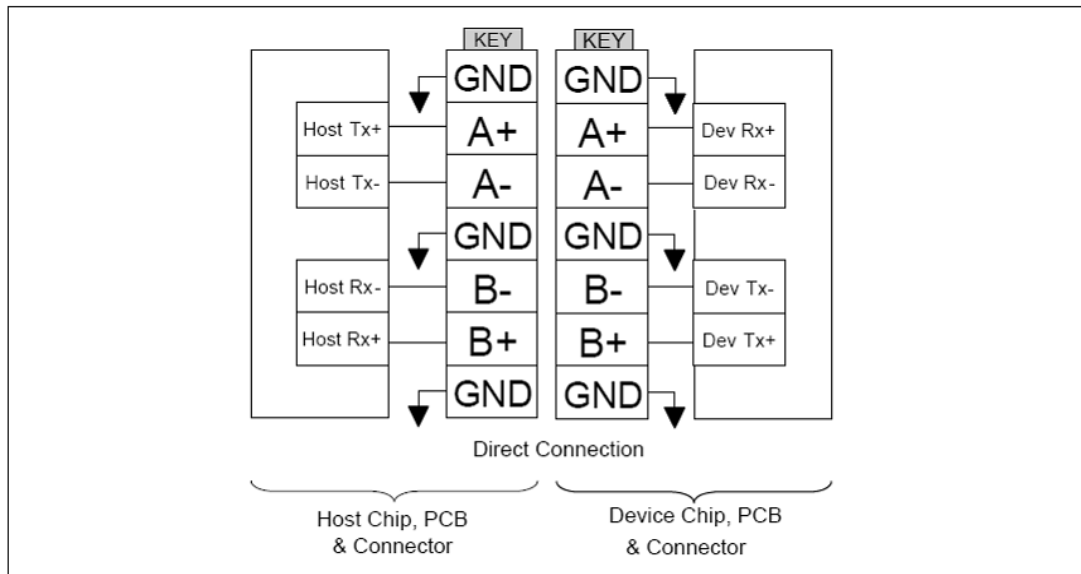 KEY KEY
GND GND
Host Tx+ A+ A+ Dev Rx+
Host Tx- A- A- Dev Rx-
GND GND
Host Rx- B- B- Dev Tx-
Host Rx+ B+ B+ Dev Tx+
GND GND
Direct Connection
Host Chip, PCB
& Connector
Device Chip, PCB
& Connector